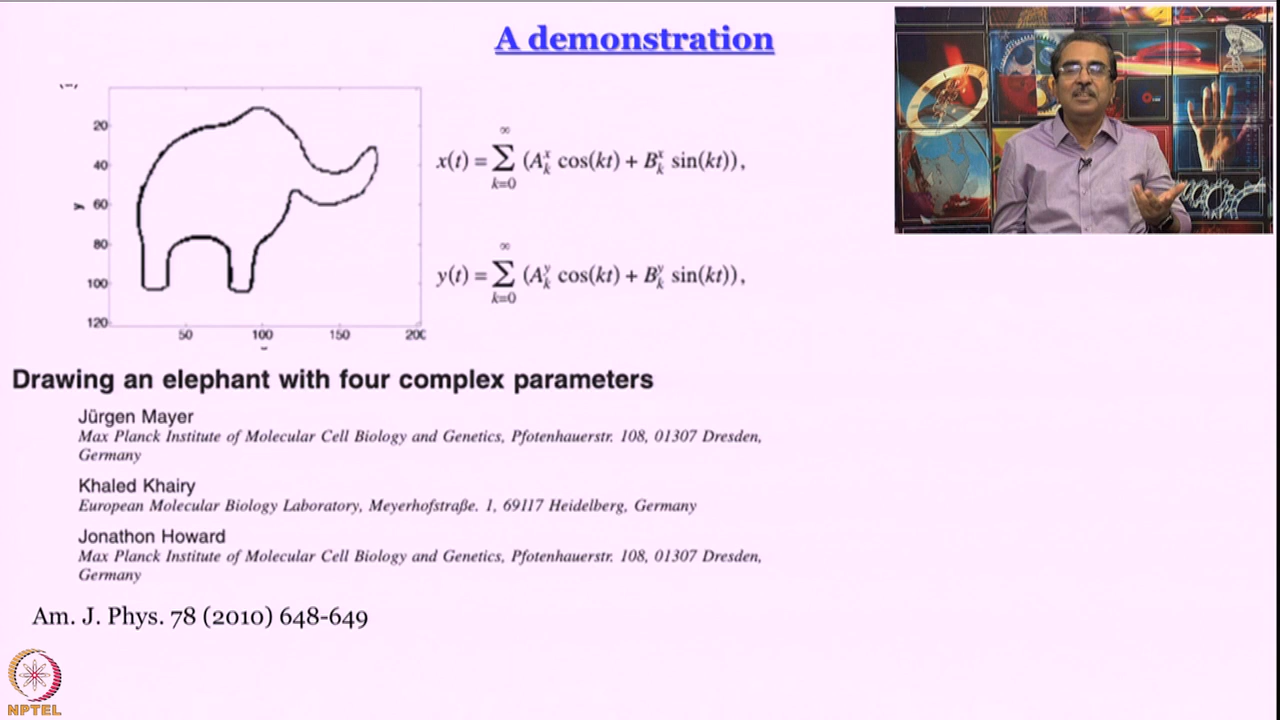 A demonstration
20
40
60
80
100
120
y
50
100
150
200
x(t) = ∑ (Aₖˣ cos(kt) + Bₖˣ sin(kt)),
∞
k=0
y(t) = ∑ (Aₖʸ cos(kt) + Bₖʸ sin(kt)),
∞
k=0
Drawing an elephant with four complex parameters
Jürgen Mayer
Max Planck Institute of Molecular Cell Biology and Genetics, Pfotenhauerstr. 108, 01307 Dresden,
Germany
Khaled Khairy
European Molecular Biology Laboratory, Meyerhofstraße. 1, 69117 Heidelberg, Germany
Jonathon Howard
Max Planck Institute of Molecular Cell Biology and Genetics, Pfotenhauerstr. 108, 01307 Dresden,
Germany
Am. J. Phys. 78 (2010) 648-649
NPTEL